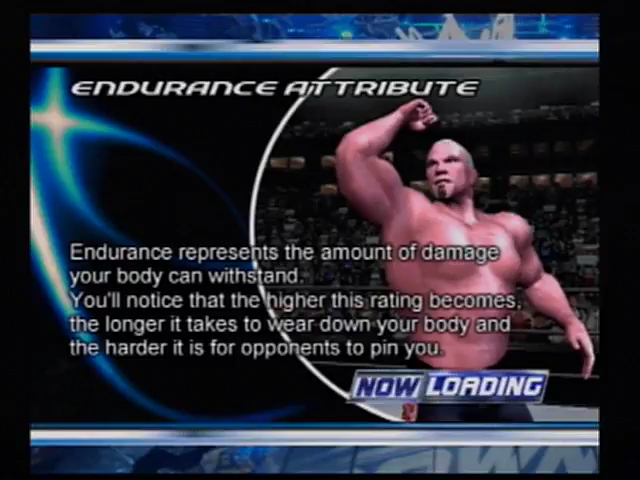 ENDURANCE ATTRIBUTE
Endurance represents the amount of damage
your body can withstand.
You'll notice that the higher this rating becomes,
the longer it takes to wear down your body and
the harder it is for opponents to pin you.
NOW LOADING